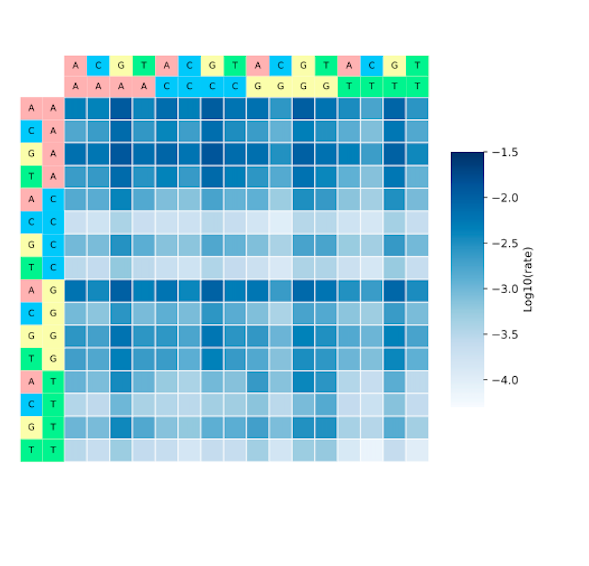 A C G T A C G T A C G T A C G T
A A A A C C C C G G G G T T T T
A A
C A
G A
T A
A C
C C
G C
T C
A G
C G
G G
T G
A T
C T
G T
T T
−1.5
−2.0
−2.5
−3.0
−3.5
−4.0
Log10(rate)